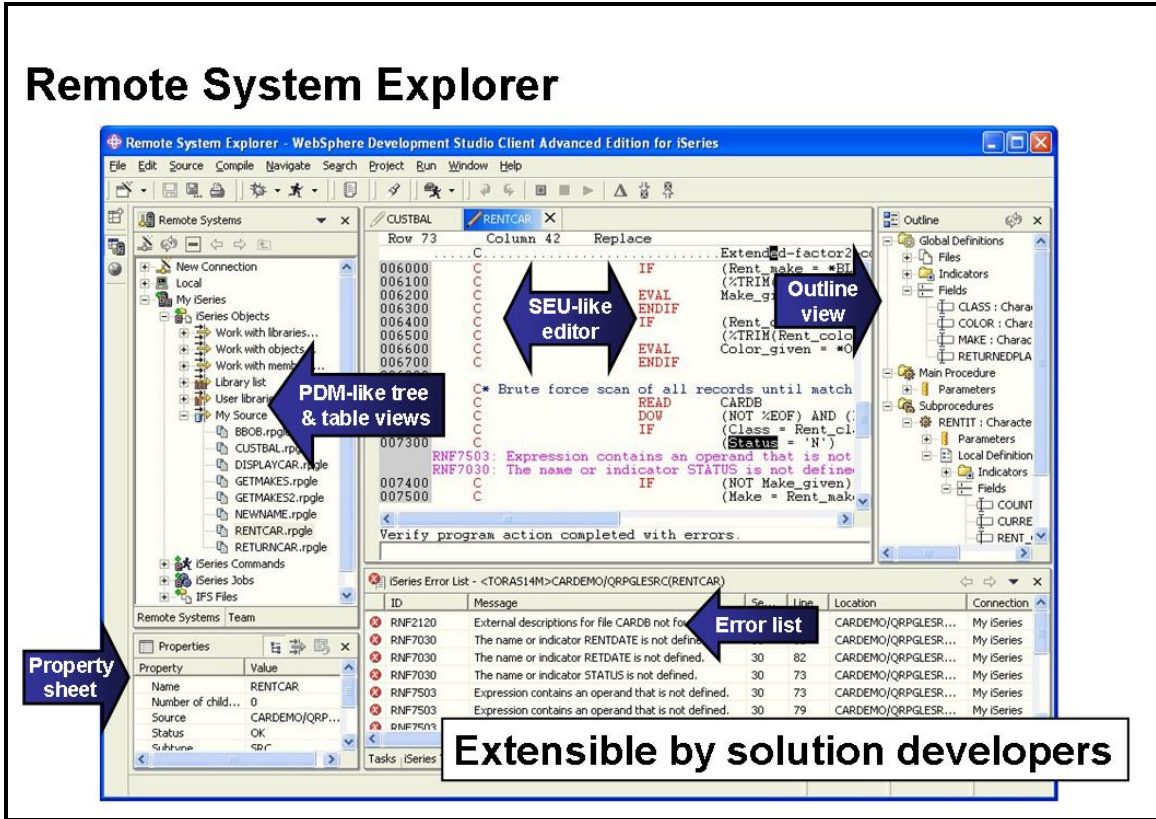 Remote System Explorer
Remote System Explorer - WebSphere Development Studio Client Advanced Edition for iSeries
File Edit Source Compile Navigate Search Project Run Window Help
Remote Systems
New Connection
Local
My iSeries
iSeries Objects
Work with libraries...
Work with objects...
Work with
Library list
User
My Source
CUSTBAL.rpgle
DISPLAYCAR.rpgle
GETMAKES.rpgle
GETMAKES2.rpgle
NEWNAME.rpgle
RENTCAR.rpgle
RETURNCAR.rpgle
iSeries Commands
iSeries Jobs
IFS Files
Remote Systems Team
PDM-like tree
& table views
Properties
Property Value
Name RENTCAR
Number of child... 0
Source CARDEMO/QRP...
Status OK
Subtype SRC
Property
sheet
CUSTBAL RENTCAR
Row 73 Column 42 Replace
.....C.................. Extended-factor2
006000 C IF (Rent_make =
006100 C (%TRIM(
006200 C EVAL
006300 C ENDIF
006400 C IF
006500 C (%TRIM(Rent_colo
006600 C EVAL Color_given =
006700 C ENDIF
C* Brute force scan of all records until match
C READ CARDB
C DOW (NOT %EOF) AND
C IF (Class = Rent_cl
007300 C (Status = 'N')
RNF7503: Expression contains an operand that is not
RNF7030: The name or indicator STATUS is not define
007400 C IF (NOT Make_given)
007500 C (Make = Rent_mak
Verify program action completed with errors.
SEU-like
editor
Outline
view
Outline
Global Definitions
Files
Indicators
Fields
CLASS : Chara
COLOR : Chara
MAKE : Charac
RETURNEDPLA
Main Procedure
Parameters
Subprocedures
RENTIT : Characte
Parameters
Local Definition
Indicators
Fields
COUNT
CURRE
RENT_
iSeries Error List - <TORAS14M>CARDEMO/QRPGLESRC(RENTCAR)
ID Message Se... Line Location Connection
RNF2120 External descriptions for file CARDB not CARDEMO/QRPGLESR... My iSeries
RNF7030 The name or indicator RENTDATE is not defined. CARDEMO/QRPGLESR... My iSeries
RNF7030 The name or indicator RETDATE is not defined. 30 82 CARDEMO/QRPGLESR... My iSeries
RNF7030 The name or indicator STATUS is not defined. 30 73 CARDEMO/QRPGLESR... My iSeries
RNF7503 Expression contains an operand that is not defined. 30 73 CARDEMO/QRPGLESR... My iSeries
RNF7503 Expression contains an operand that is not defined. 30 79 CARDEMO/QRPGLESR... My iSeries
RNF7503
Error list
Tasks iSeries
Extensible by solution developers